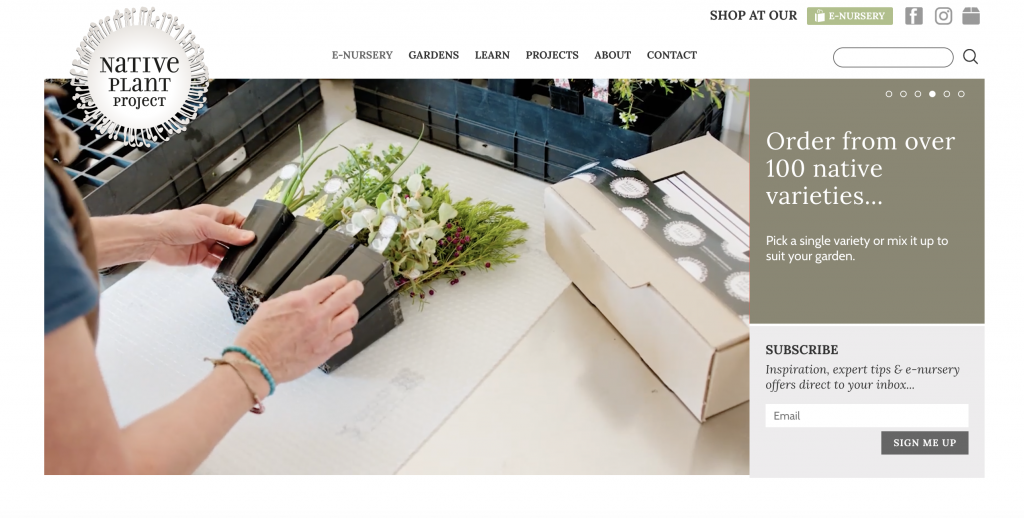 SHOP AT OUR E-NURSERY
NATIVE
PLANT
PROJECT
E-NURSERY GARDENS LEARN PROJECTS ABOUT CONTACT
Order from over
100 native
varieties...
Pick a single variety or mix it up to
suit your garden.
SUBSCRIBE
Inspiration, expert tips & e-nursery
offers direct to your inbox...
Email
SIGN ME UP